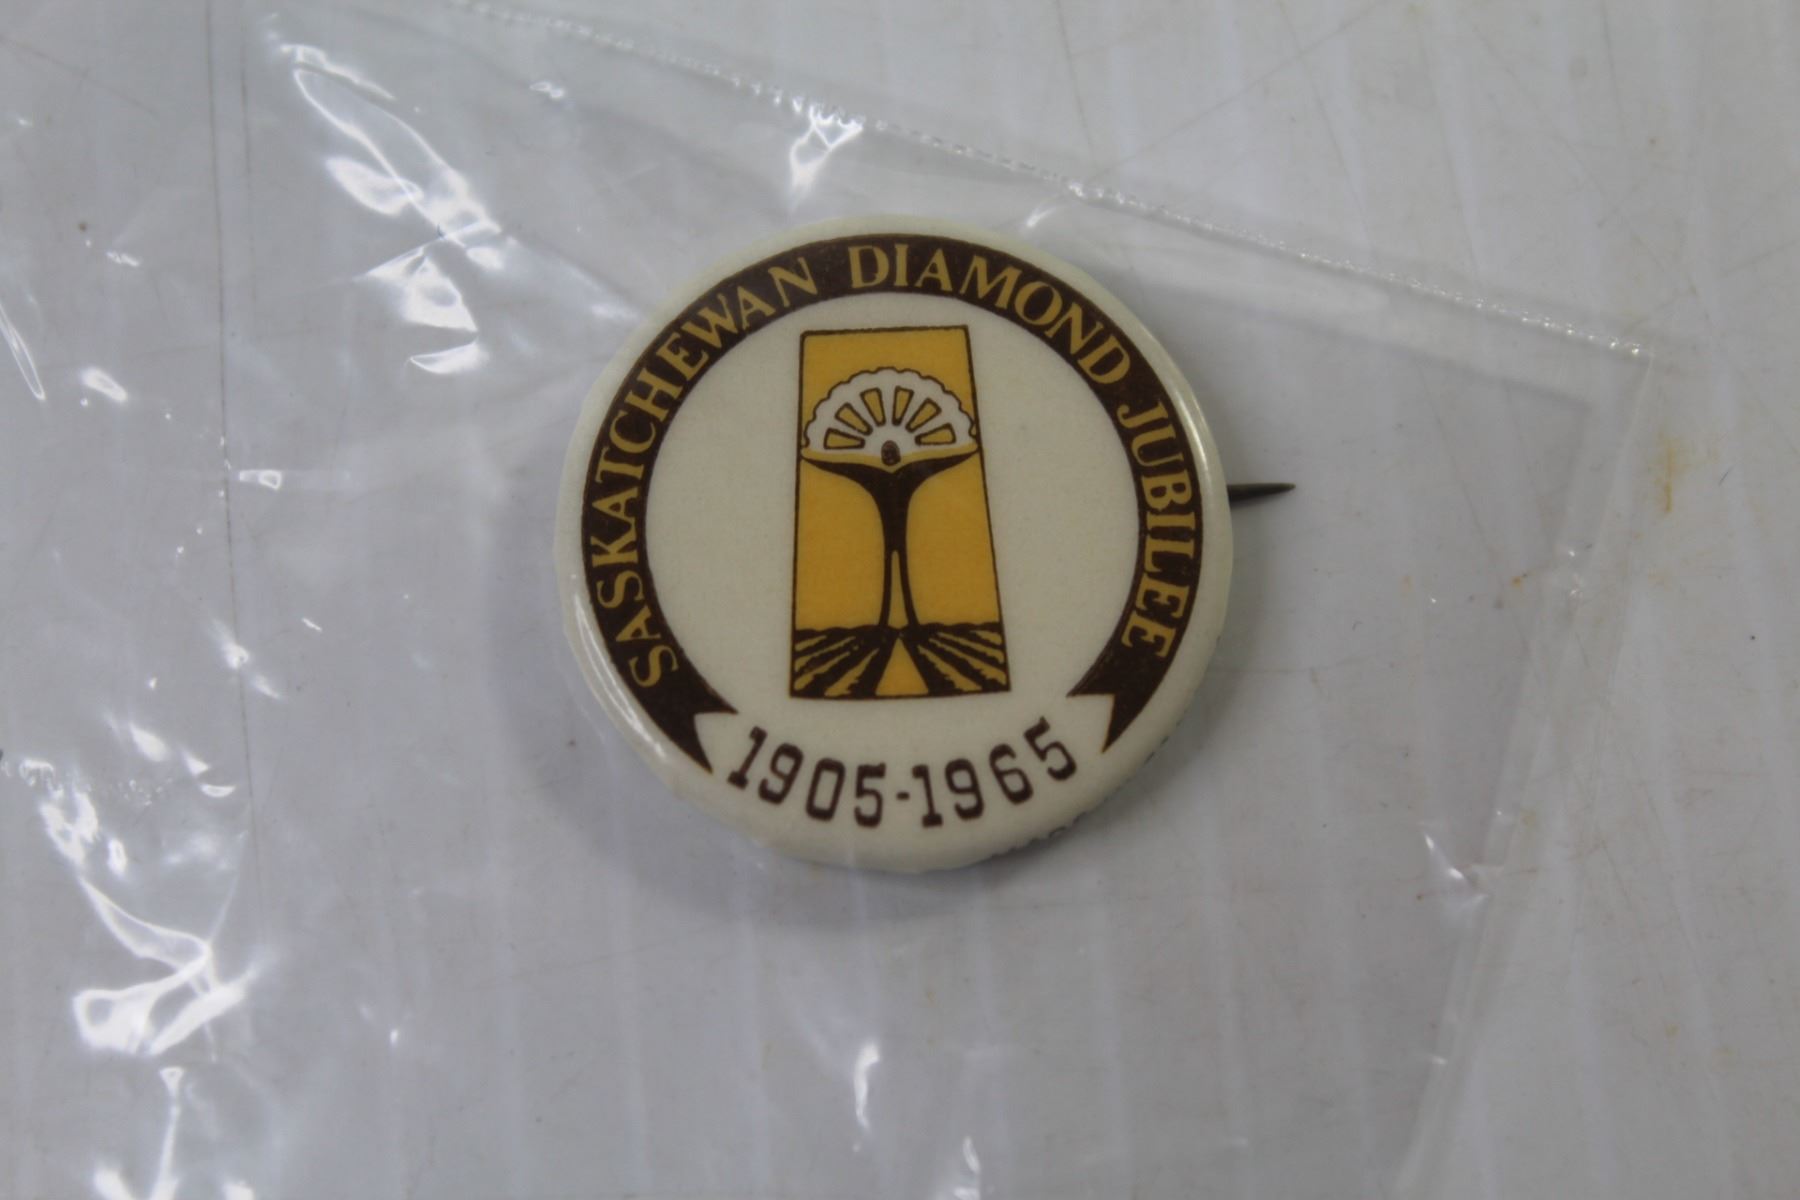 SASKATCHEWAN DIAMOND JUBILEE
1905-1965